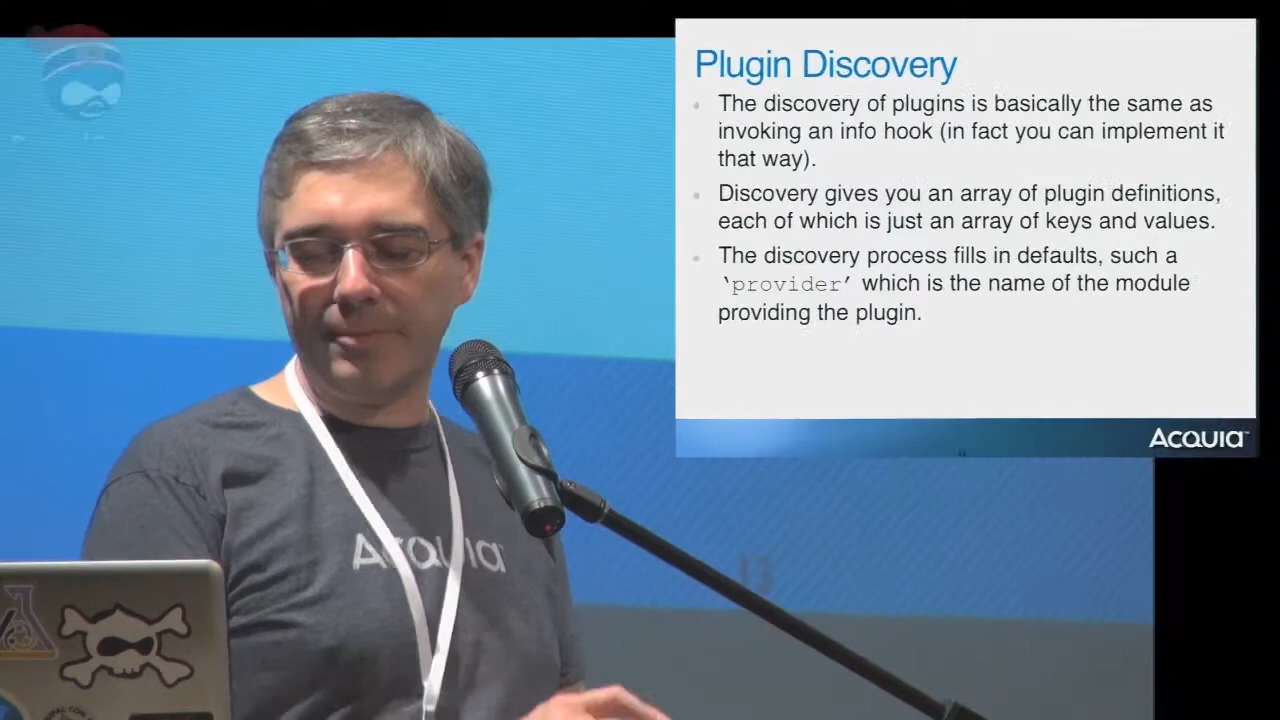 Plugin Discovery
The discovery of plugins is basically the same as
invoking an info hook (in fact you can implement it
that way).
Discovery gives you an array of plugin definitions,
each of which is just an array of keys and values.
The discovery process fills in defaults, such a
‘provider’ which is the name of the module
providing the plugin.
ACQUIA™
ACQUIA